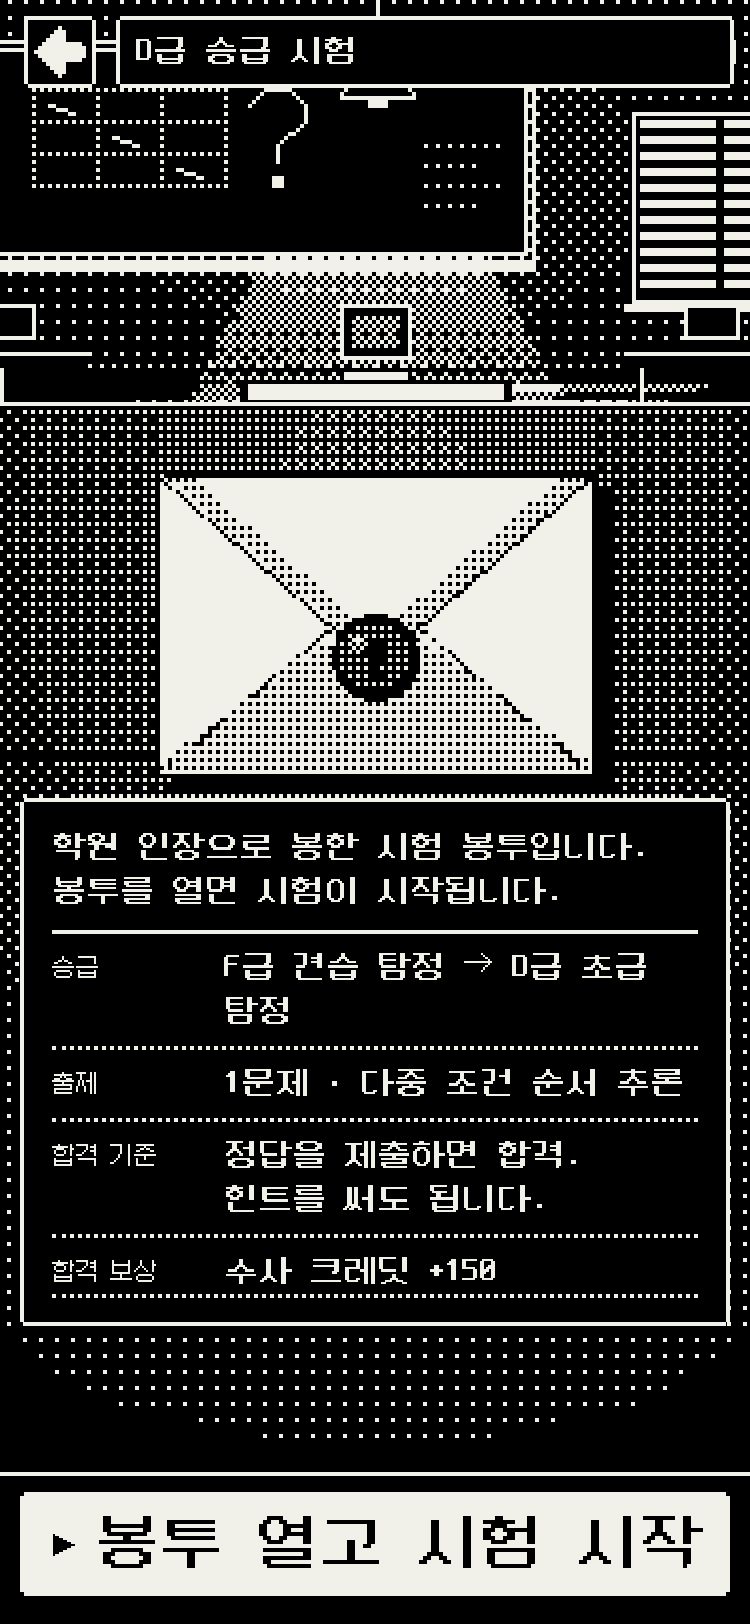 D급 승급 시험
?
학원 인장으로 봉한 시험 봉투입니다.
봉투를 열면 시험이 시작됩니다.
승급
F급 견습 탐정 → D급 초급
탐정
출제
1문제 · 다중 조건 순서 추론
합격 기준
정답을 제출하면 합격.
힌트를 써도 됩니다.
합격 보상
수사 크레딧 +150
▸ 봉투 열고 시험 시작